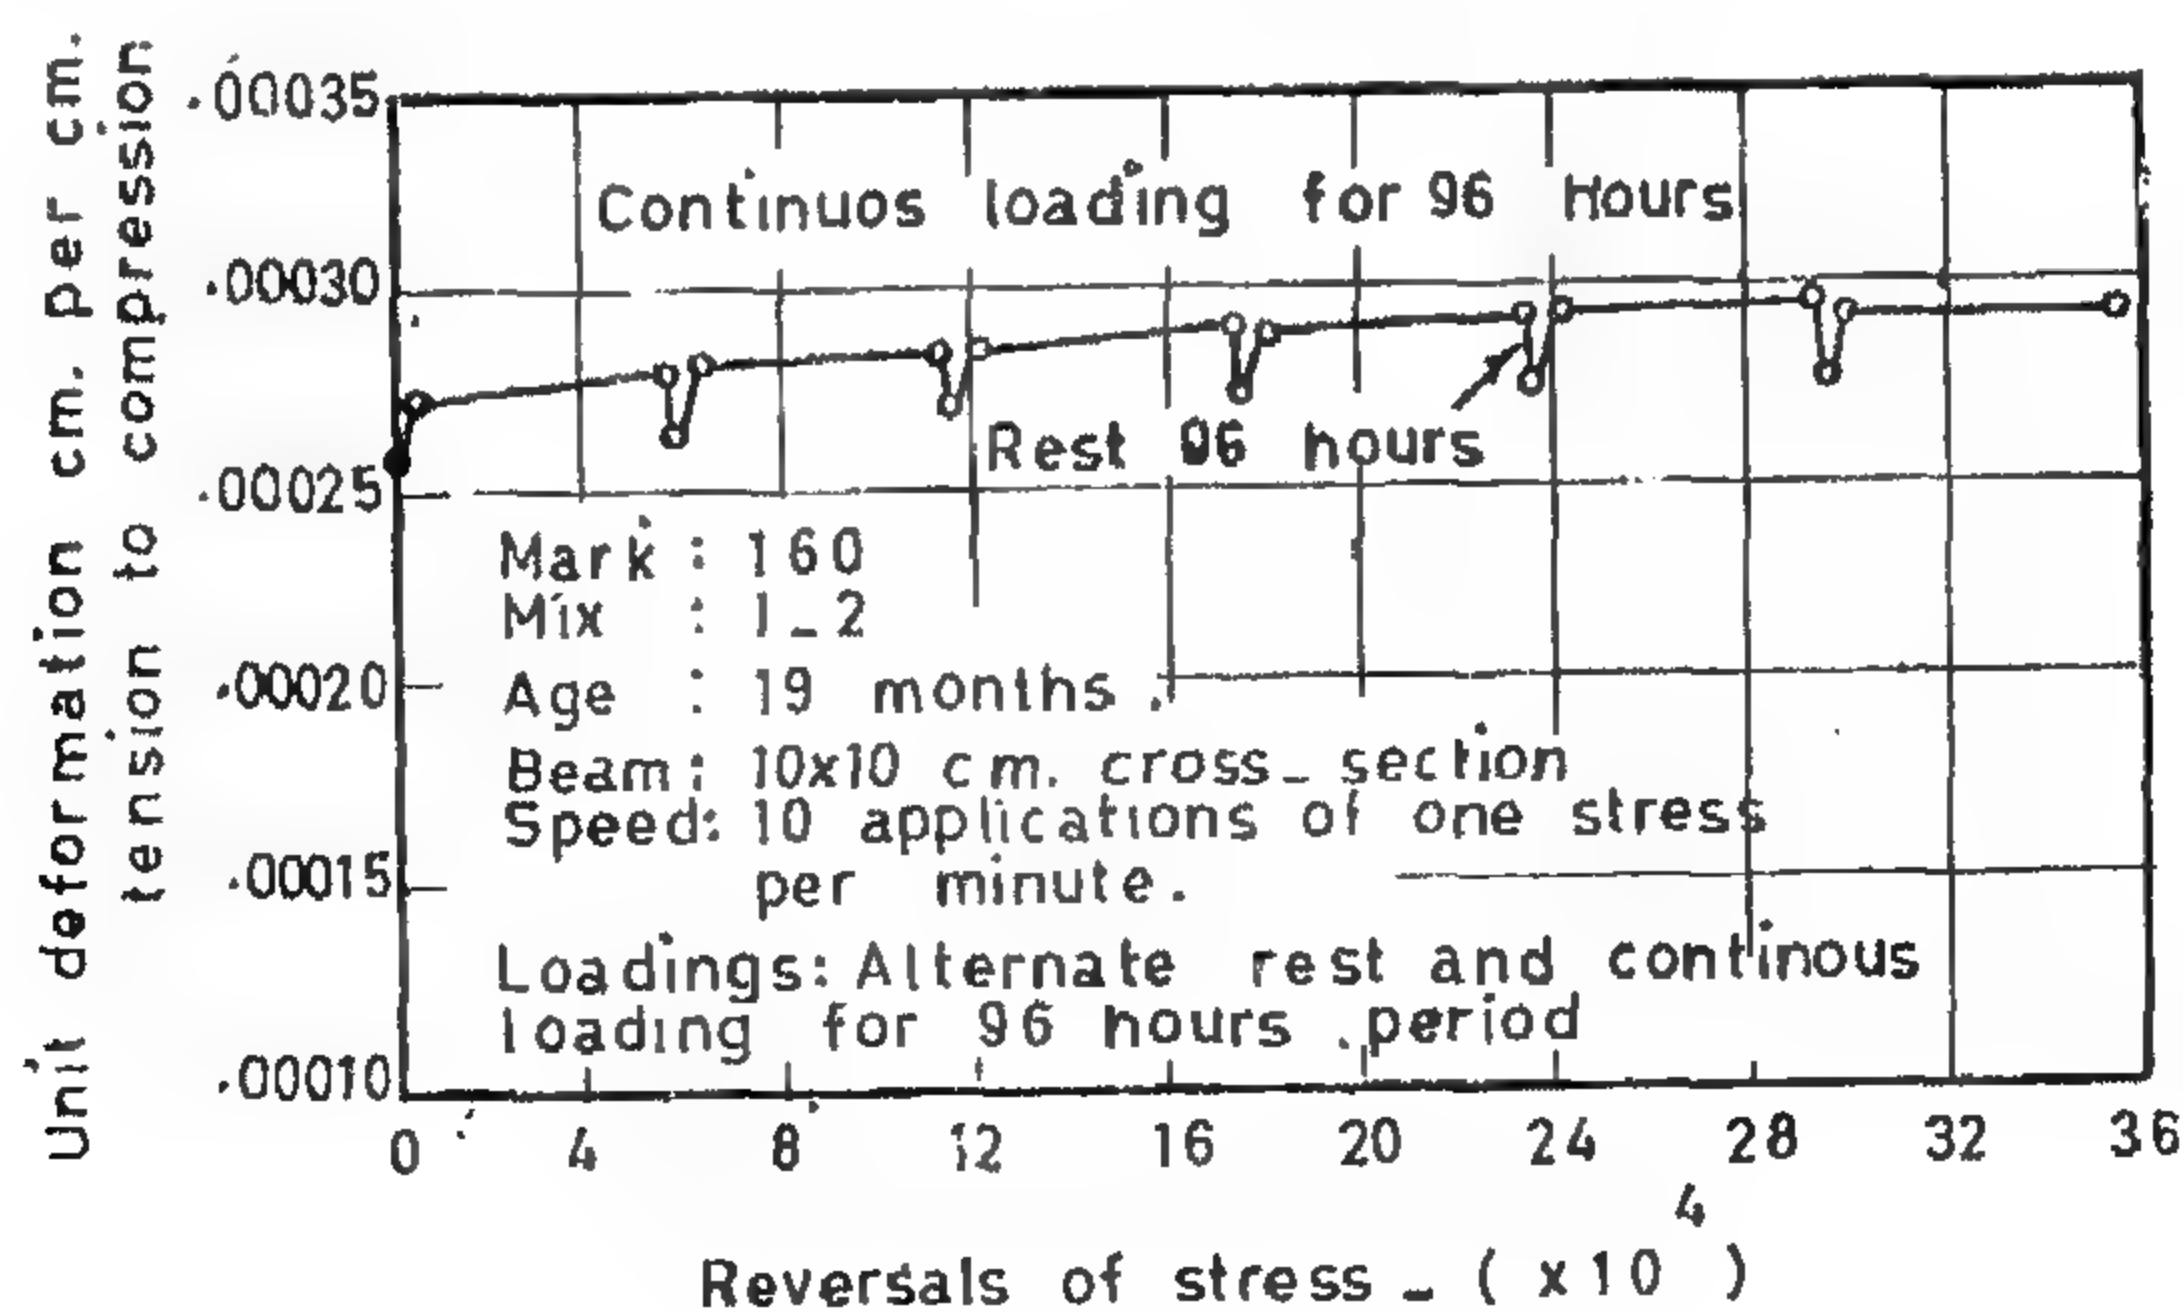 Unit deformation cm. per cm.
tension to compression
.00035
.00030
.00025
.00020
.00015
.00010
Continuos loading for 96 Hours
Rest 96 hours
Mark : 160
Mix : 1_2
Age : 19 months.
Beam: 10x10 cm. cross_section
Speed: 10 applications of one stress
per minute.
Loadings: Alternate rest and continous
loading for 96 hours .period
0 4 8 12 16 20 24 28 32 36
Reversals of stress _ ( x10 4 )